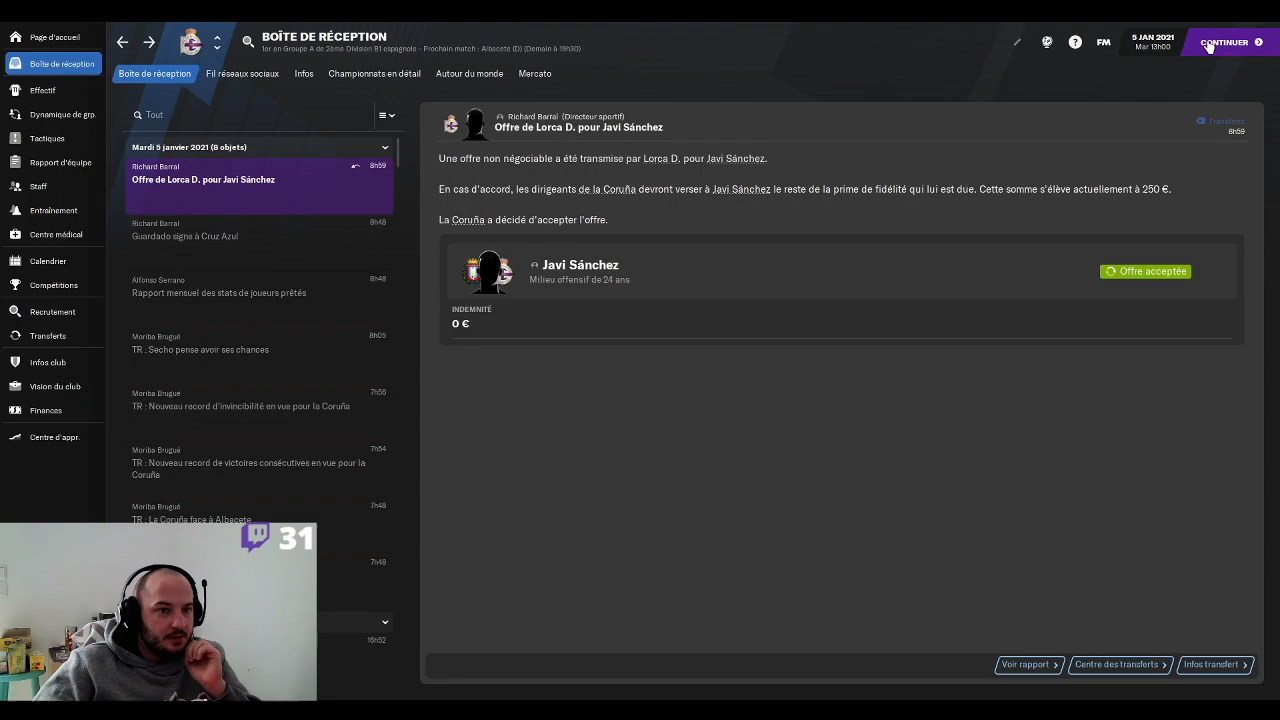 Page d'accueil
Boîte de réception
Effectif
Dynamique de grp.
Tactiques
Rapport d'équipe
Staff
Entraînement
Centre médical
Calendrier
Compétitions
Recrutement
Transferts
Infos club
Vision du club
Finances
Centre d'appr.
BOÎTE DE RÉCEPTION
1er en Groupe A de 2ème Division B1 espagnole - Prochain match : Albacete (D) (Demain à 19h30)
FM
5 JAN 2021
Mar 13h00
CONTINUER
Boîte de réception
Fil réseaux sociaux
Infos
Championnats en détail
Autour du monde
Mercato
Tout
Mardi 5 janvier 2021 (8 objets)
Richard Barral 8h59
Offre de Lorca D. pour Javi Sánchez
Richard Barral 8h48
Guardado signe à Cruz Azul
Alfonso Serrano 8h48
Rapport mensuel des stats de joueurs prêtés
Moriba Brugué 8h05
TR . Secho pense avoir ses chances
Moriba Brugué 7h56
TR : Nouveau record d'invincibilité en vue pour la Coruña
Moriba Brugué 7h54
TR : Nouveau record de victoires consécutives en vue pour la
Coruña
Moriba Brugué 7h48
TR : La Coruña face à Albacete
7h48
16h52
31
Richard Barral (Directeur sportif)
Offre de Lorca D. pour Javi Sánchez
Transferts
8h59
Une offre non négociable a été transmise par Lorca D. pour Javi Sánchez.
En cas d'accord, les dirigeants de la Coruña devront verser à Javi Sánchez le reste de la prime de fidélité qui lui est due. Cette somme s'élève actuellement à 250 €.
La Coruña a décidé d'accepter l'offre.
Javi Sánchez
Milieu offensif de 24 ans
Offre acceptée
INDEMNITÉ
0 €
Voir rapport
Centre des transferts
Infos transfert